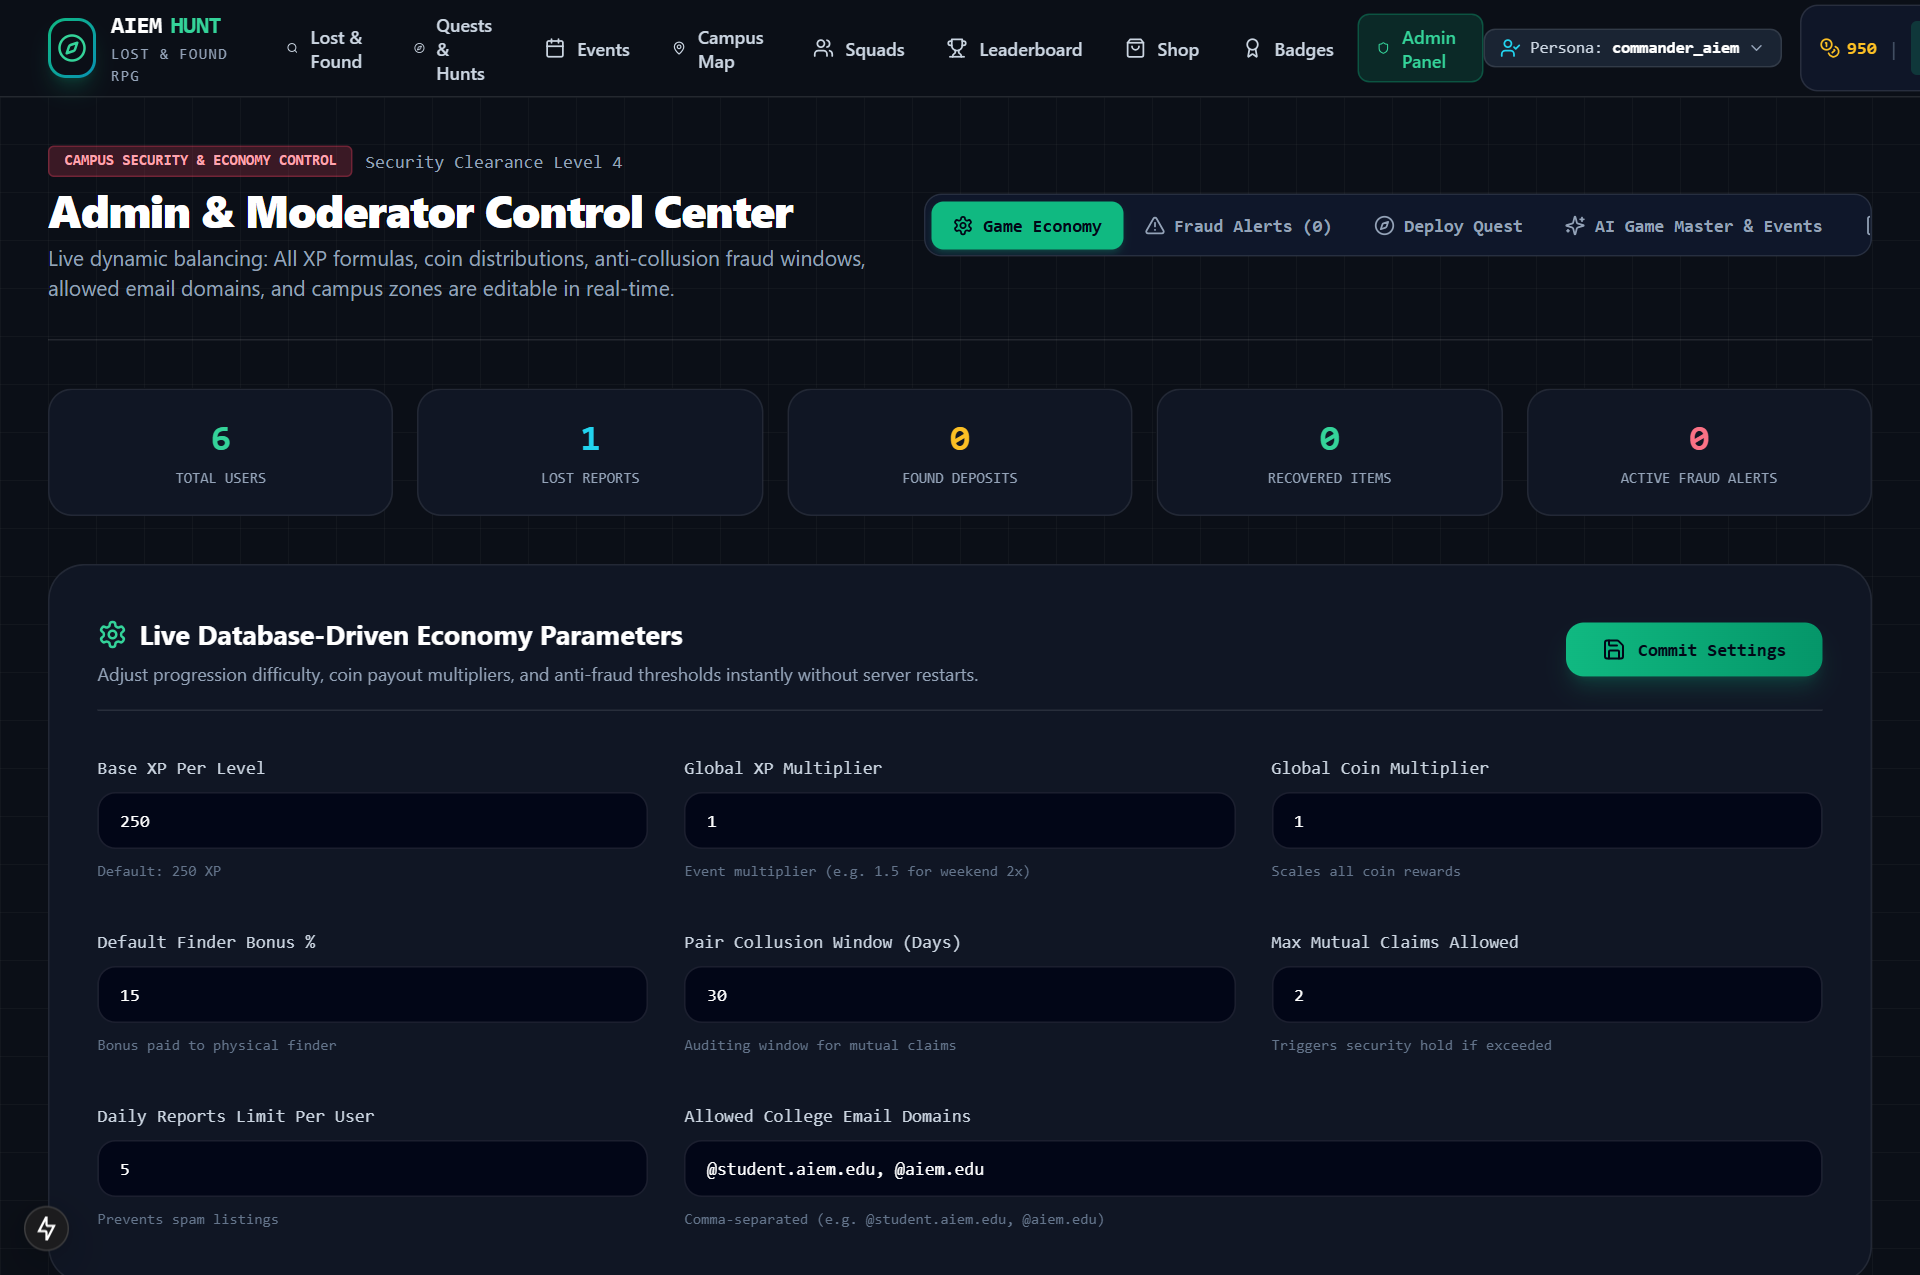 AIEM HUNT
LOST & FOUND
RPG
Lost &
Found
Quests
&
Hunts
Events
Campus
Map
Squads
Leaderboard
Shop
Badges
Admin
Panel
Persona: commander_aiem
950 |
CAMPUS SECURITY & ECONOMY CONTROL
Security Clearance Level 4
Admin & Moderator Control Center
Live dynamic balancing: All XP formulas, coin distributions, anti-collusion fraud windows,
allowed email domains, and campus zones are editable in real-time.
Game Economy
Fraud Alerts (0)
Deploy Quest
AI Game Master & Events
6
TOTAL USERS
1
LOST REPORTS
0
FOUND DEPOSITS
0
RECOVERED ITEMS
0
ACTIVE FRAUD ALERTS
Live Database-Driven Economy Parameters
Adjust progression difficulty, coin payout multipliers, and anti-fraud thresholds instantly without server restarts.
Commit Settings
Base XP Per Level
250
Default: 250 XP
Global XP Multiplier
1
Event multiplier (e.g. 1.5 for weekend 2x)
Global Coin Multiplier
1
Scales all coin rewards
Default Finder Bonus %
15
Bonus paid to physical finder
Pair Collusion Window (Days)
30
Auditing window for mutual claims
Max Mutual Claims Allowed
2
Triggers security hold if exceeded
Daily Reports Limit Per User
5
Prevents spam listings
Allowed College Email Domains
@student.aiem.edu, @aiem.edu
Comma-separated (e.g. @student.aiem.edu, @aiem.edu)